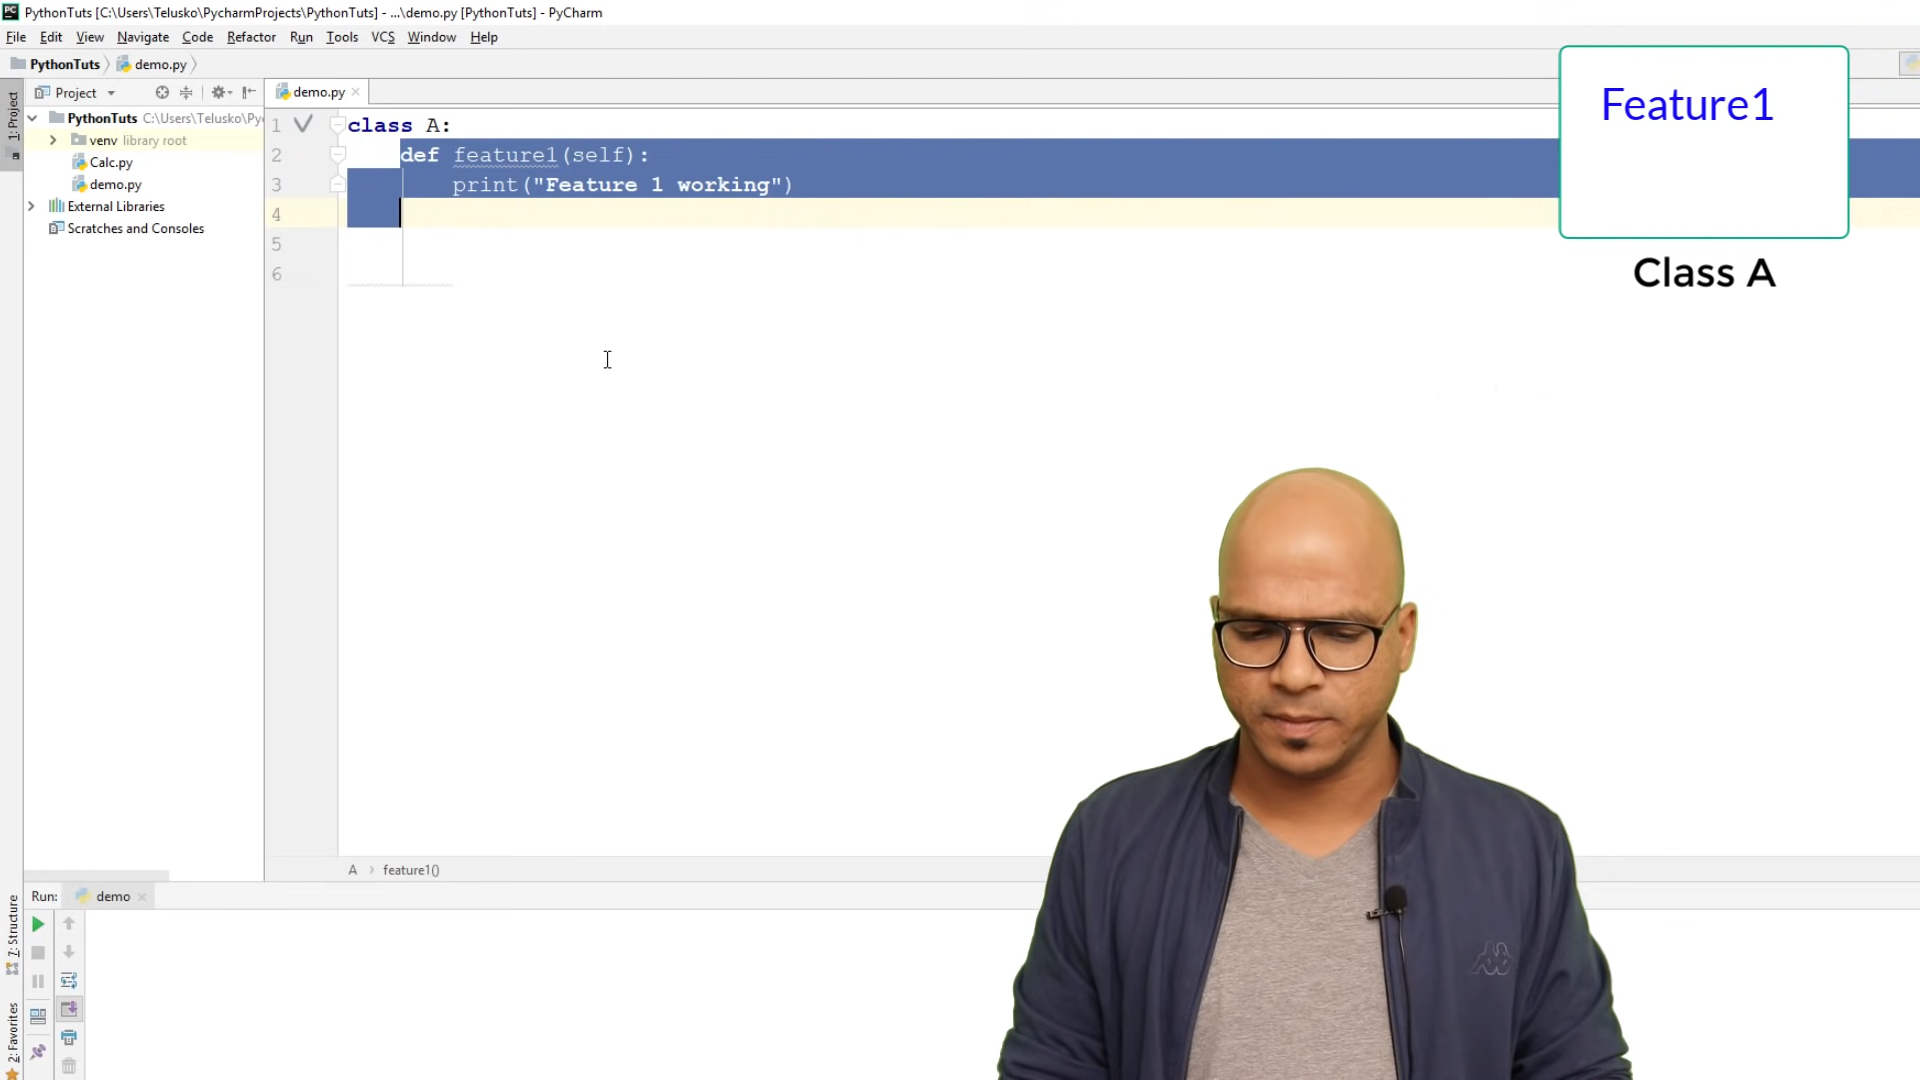 PC
PythonTuts [C:\Users\Telusko\PycharmProjects\PythonTuts] - ...\demo.py [PythonTuts] - PyCharm
File Edit View Navigate Code Refactor Run Tools VCS Window Help
PythonTuts demo.py
Project
demo.py
1: Project
PythonTuts C:\Users\Telusko\Py
venv library root
Calc.py
demo.py
External Libraries
Scratches and Consoles
1 class A:
2 def feature1(self):
3 print("Feature 1 working")
4
5
6
Feature1
Class A
A > feature1()
Run: demo
7: Structure
2: Favorites